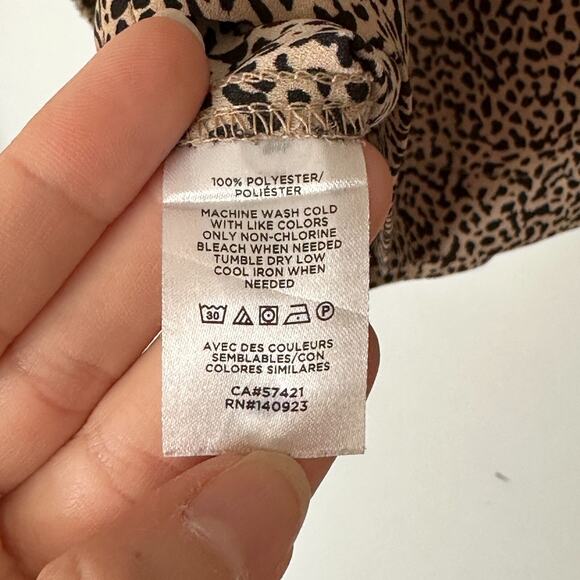 100% POLYESTER/
POLIÉSTER
MACHINE WASH COLD
WITH LIKE COLORS
ONLY NON-CHLORINE
BLEACH WHEN NEEDED
TUMBLE DRY LOW
COOL IRON WHEN
NEEDED
30 P
AVEC DES COULEURS
SEMBLABLES/CON
COLORES SIMILARES
CA#57421
RN#140923